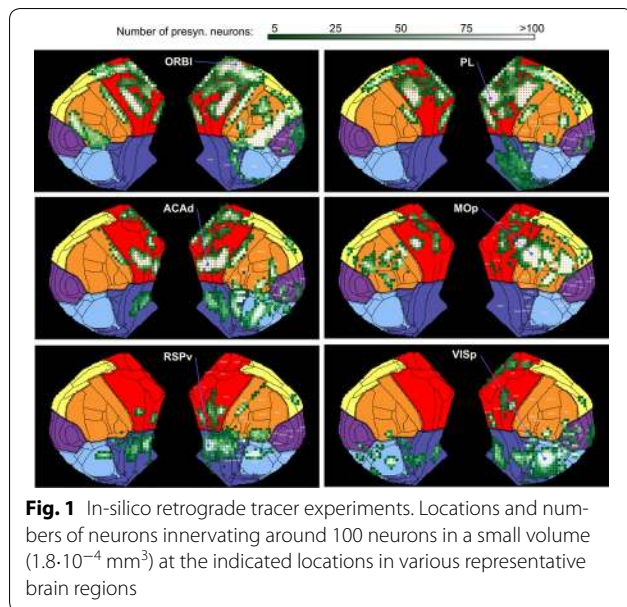 Number of presyn. neurons: 5 25 50 75 >100
ORBl PL
ACAd MOp
RSPv VISp
Fig. 1 In-silico retrograde tracer experiments. Locations and num-
bers of neurons innervating around 100 neurons in a small volume
(1.8·10⁻⁴ mm³) at the indicated locations in various representative
brain regions